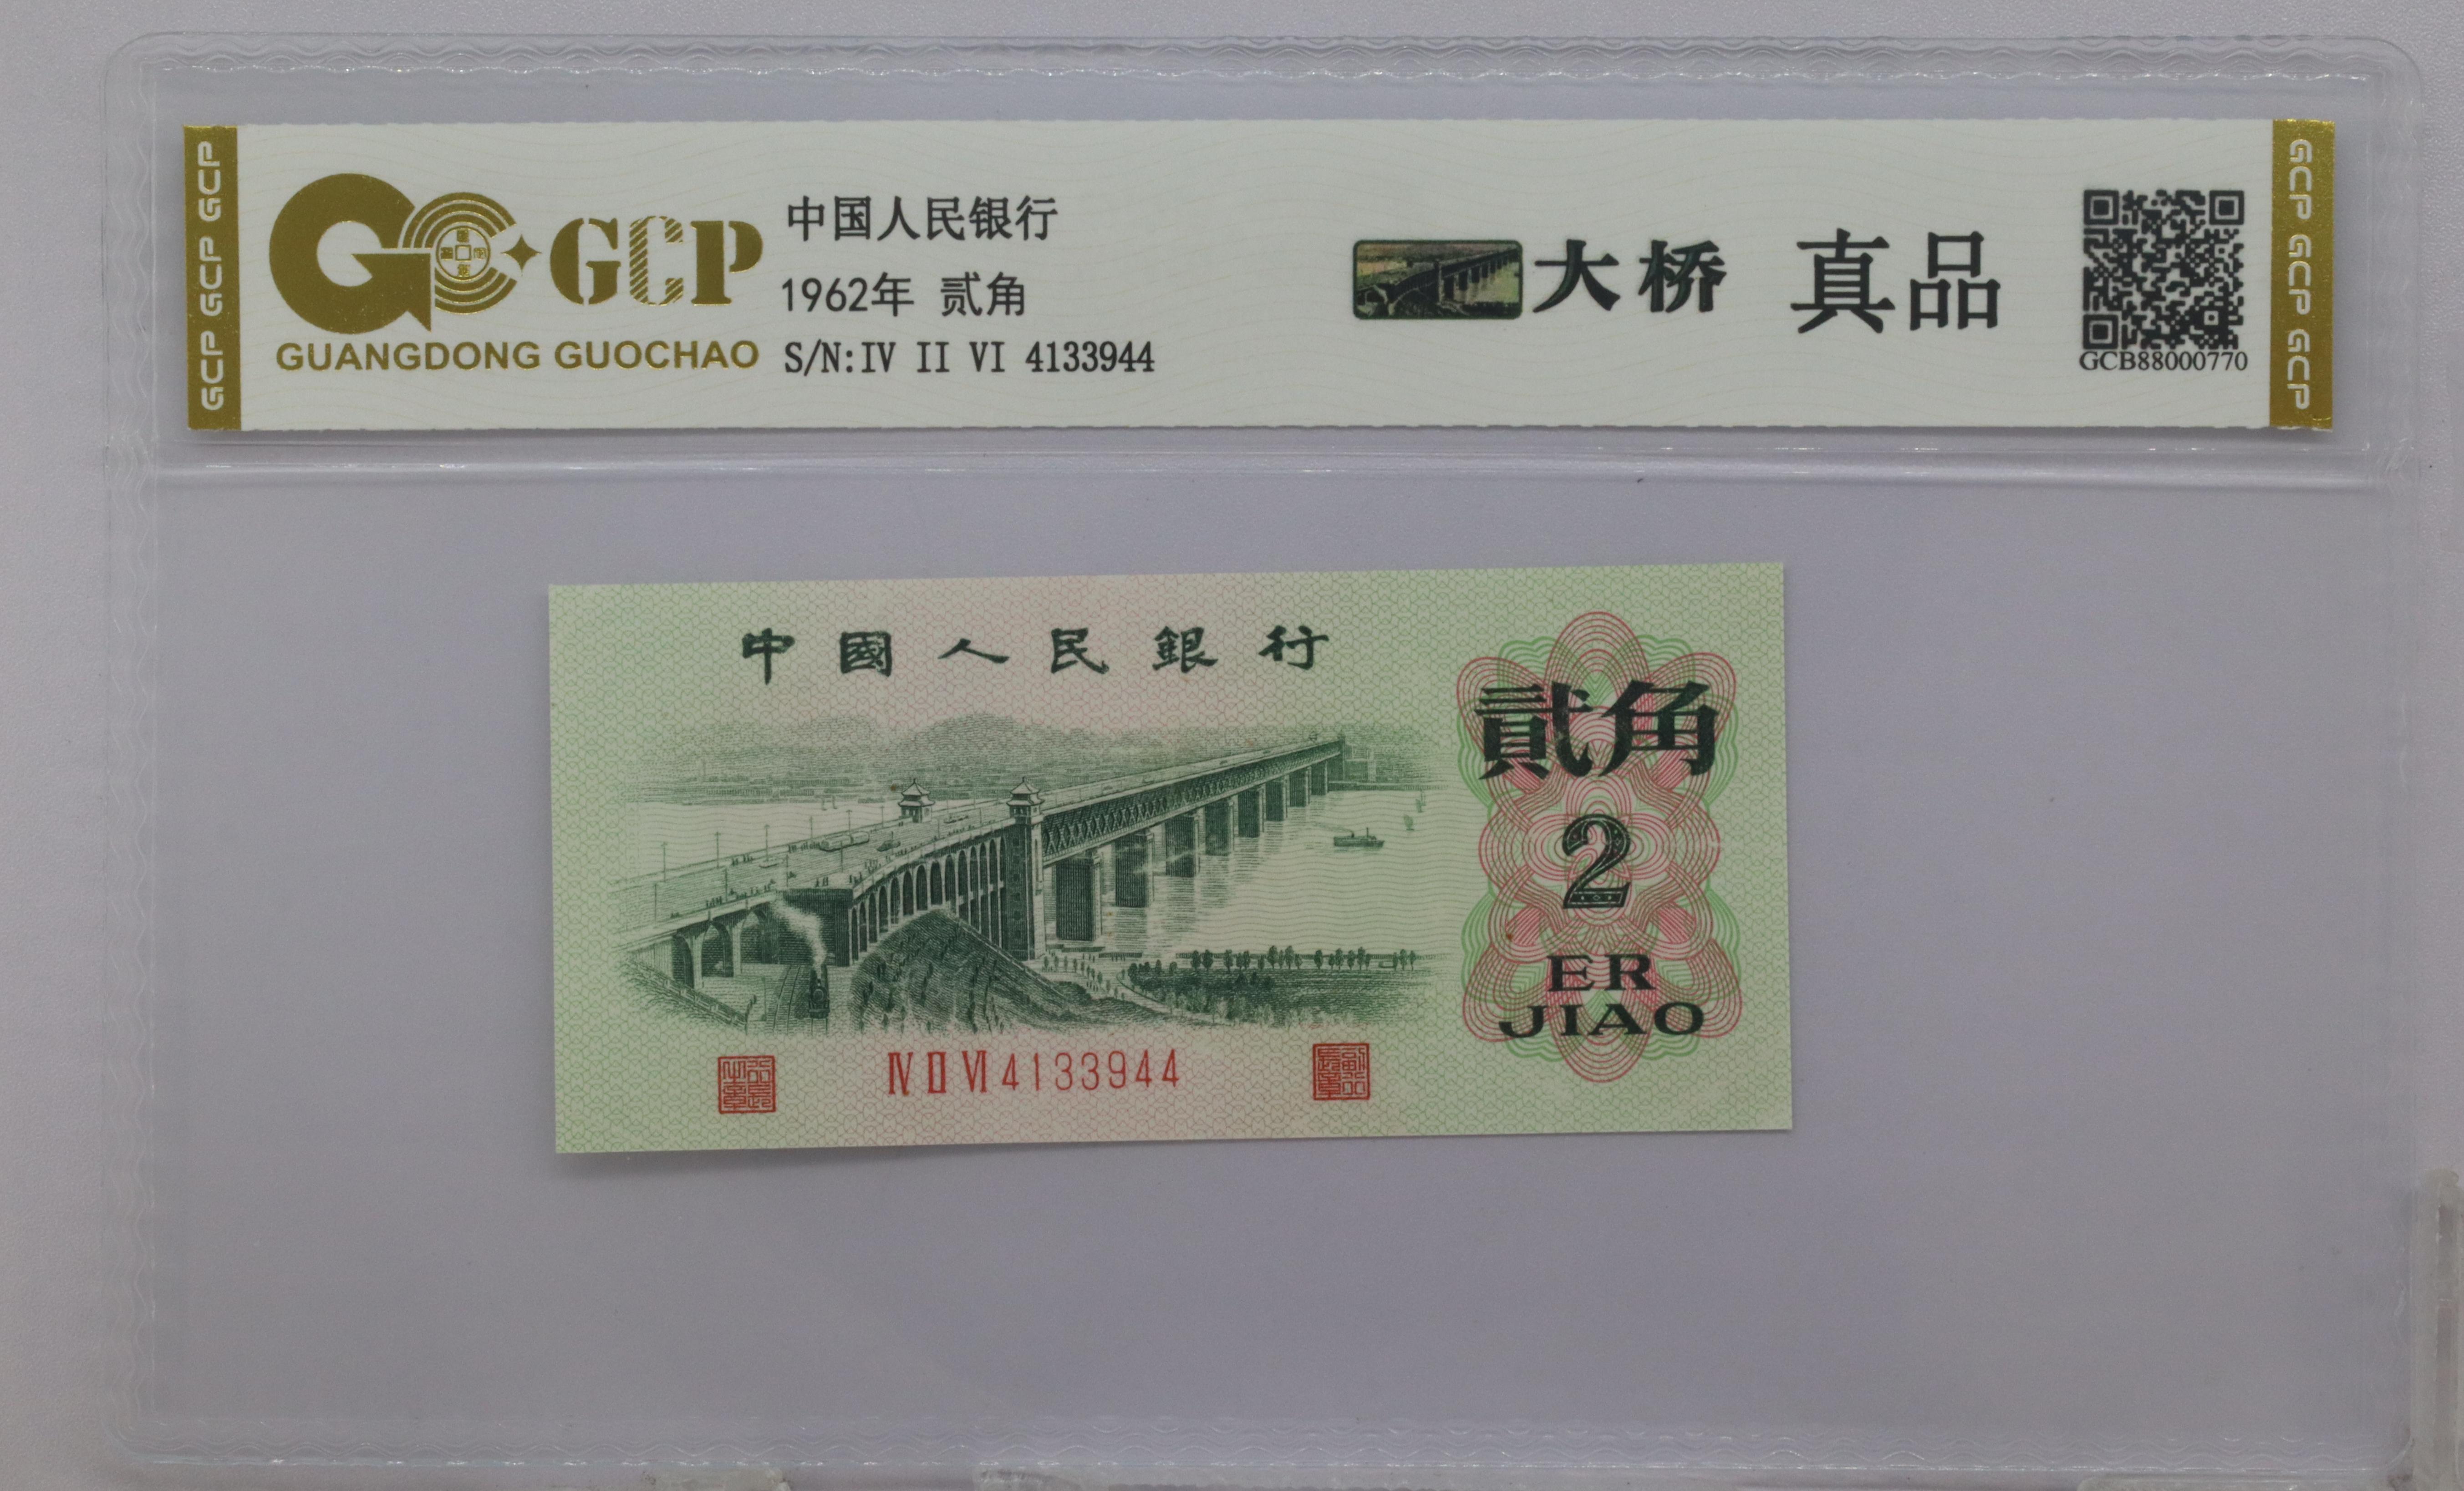 GCP GCP GCP
GCP
GUANGDONG GUOCHAO
中国人民银行
1962年 贰角
S/N:IV II VI 4133944
大桥
真品
GCB88000770
GCP GCP GCP
中國人民銀行
貳角
2
ER
JIAO
Ⅳ Ⅱ Ⅵ 4133944